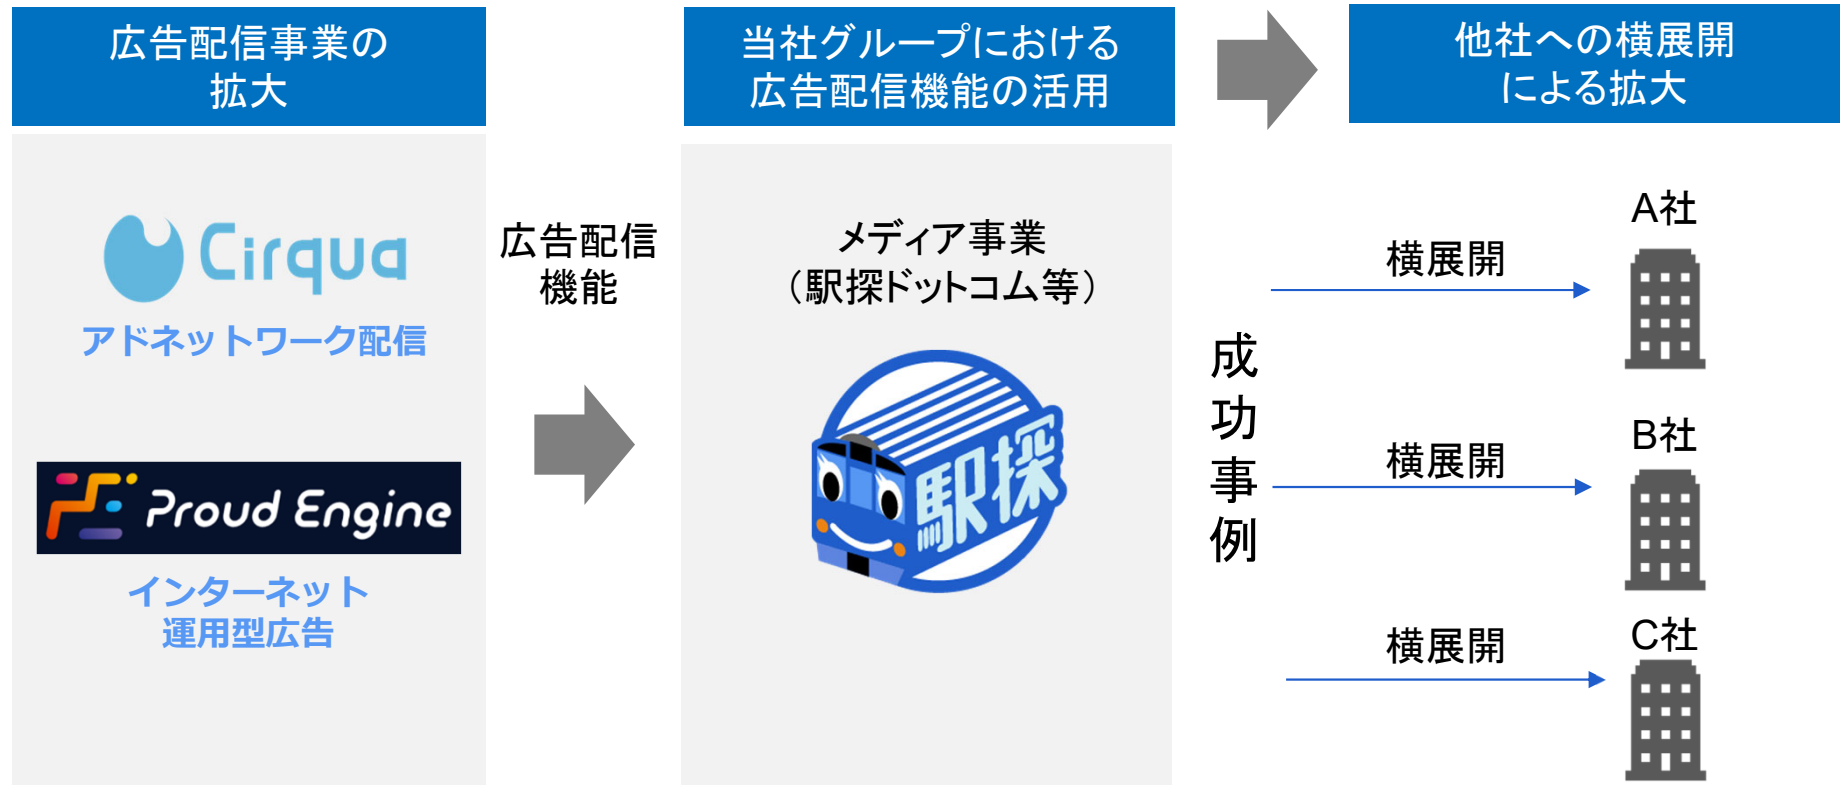 広告配信事業の
拡大
Cirqua
アドネットワーク配信
Proud Engine
インターネット
運用型広告
広告配信
機能
当社グループにおける
広告配信機能の活用
メディア事業
（駅探ドットコム等）
駅探
成功事例
他社への横展開
による拡大
横展開
A社
横展開
B社
横展開
C社